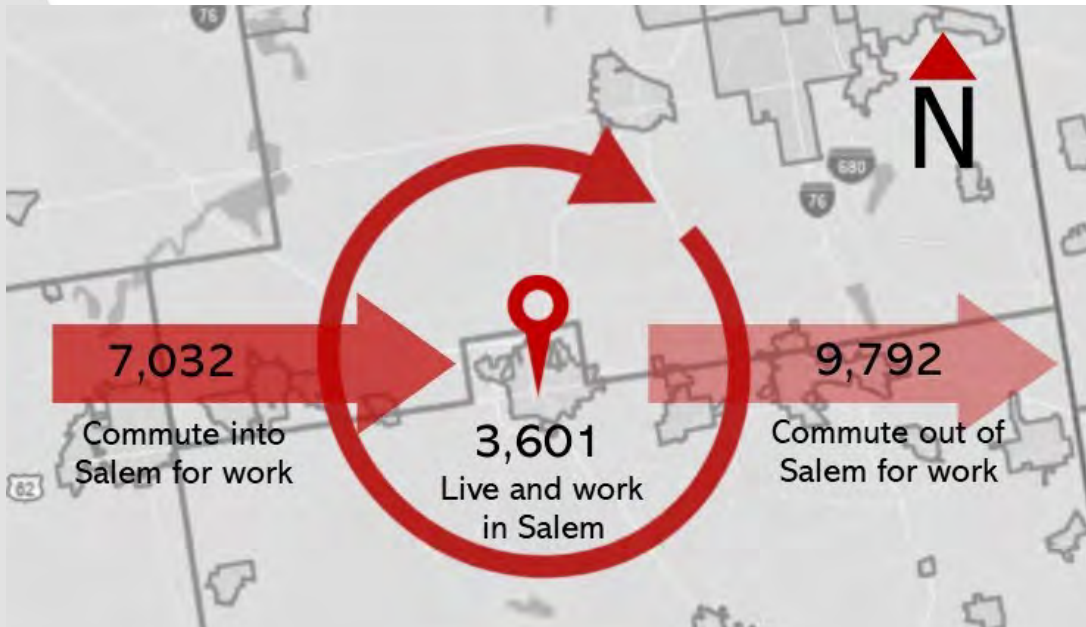 76
N
680
76
7,032
Commute into
Salem for work
3,601
Live and work
in Salem
9,792
Commute out of
Salem for work
62